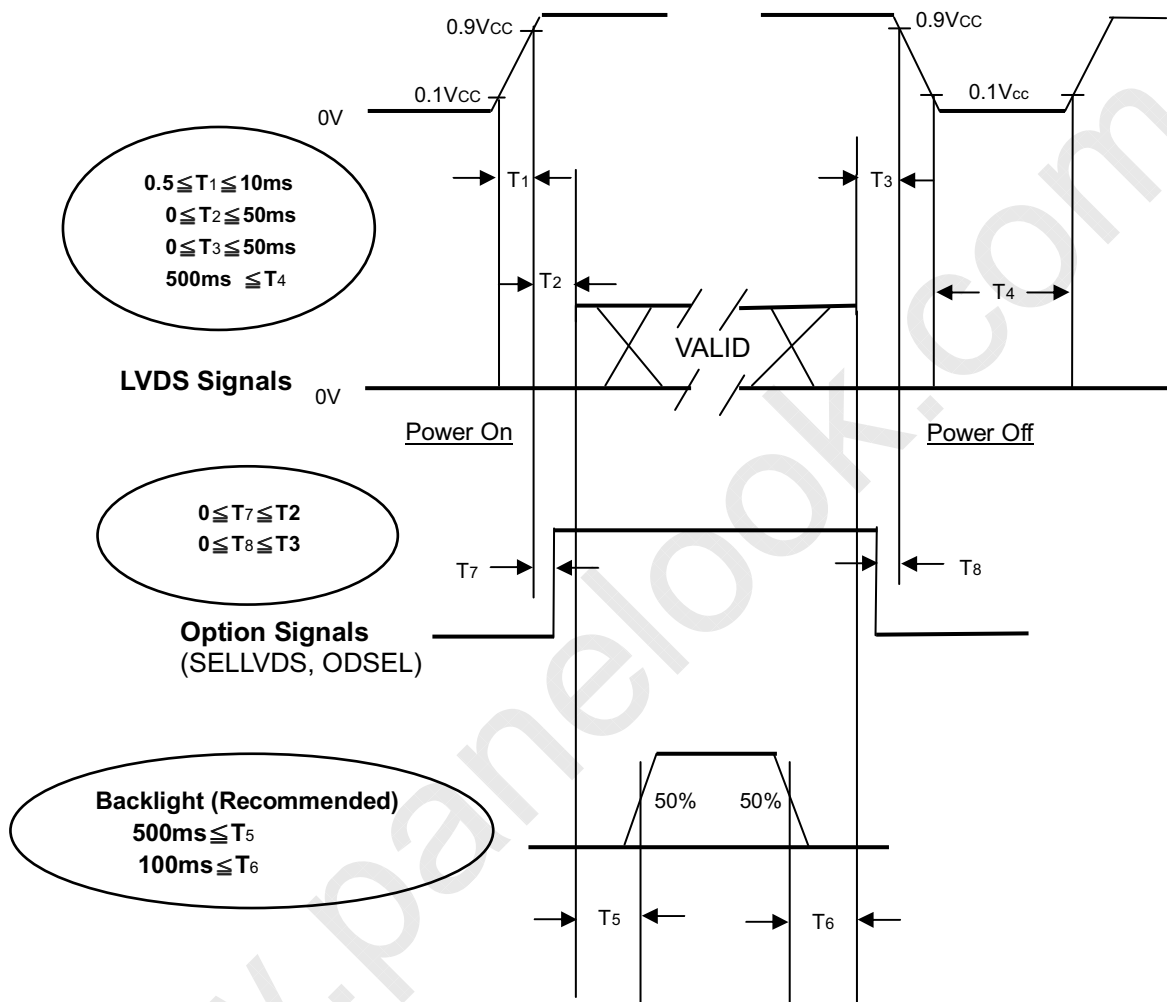 0.9VCC
0.9VCC
0.1VCC
0.1Vcc
0V
0.5≦T1≦10ms
0≦T2≦50ms
0≦T3≦50ms
500ms ≦T4
T1
T3
T2
T4
VALID
LVDS Signals
0V
Power On
Power Off
0≦T7≦T2
0≦T8≦T3
T7
T8
Option Signals
(SELLVDS, ODSEL)
Backlight (Recommended)
500ms≦T5
100ms≦T6
50%
50%
T5
T6
.panelook.com